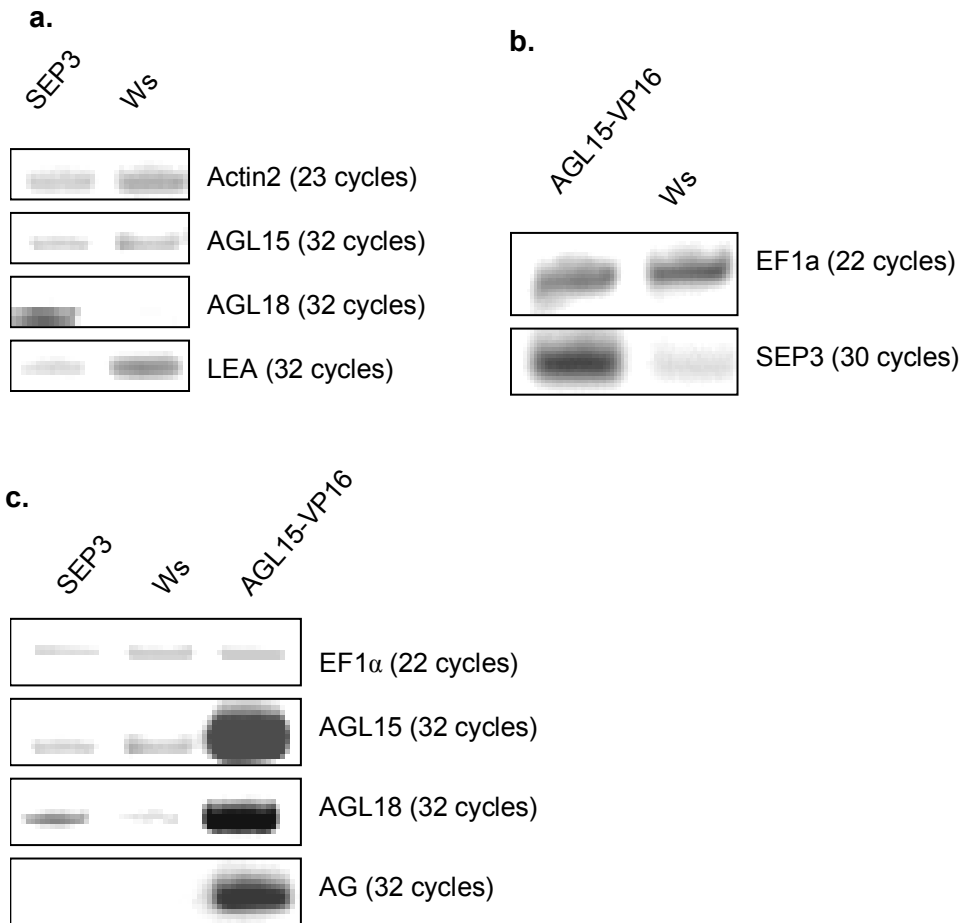 a.
SEP3
Ws
Actin2 (23 cycles)
AGL15 (32 cycles)
AGL18 (32 cycles)
LEA (32 cycles)
b.
AGL15-VP16
Ws
EF1a (22 cycles)
SEP3 (30 cycles)
c.
SEP3
Ws
AGL15-VP16
EF1α (22 cycles)
AGL15 (32 cycles)
AGL18 (32 cycles)
AG (32 cycles)